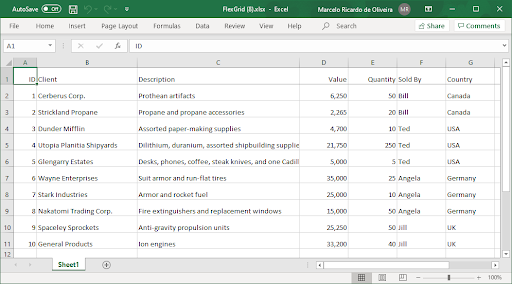 AutoSave Off FlexGrid (8).xlsx - Excel Marcelo Ricardo de Oliveira MR
File Home Insert Page Layout Formulas Data Review View Help Share Comments
A1 fx ID
A B C D E F G
1 ID Client Description Value Quantity Sold By Country
2 1 Cerberus Corp. Prothean artifacts 6,250 50 Bill Canada
3 2 Strickland Propane Propane and propane accessories 2,265 20 Bill Canada
4 3 Dunder Mifflin Assorted paper-making supplies 4,700 10 Ted USA
5 4 Utopia Planitia Shipyards Dilithium, duranium, assorted shipbuilding supplie 21,750 250 Ted USA
6 5 Glengarry Estates Desks, phones, coffee, steak knives, and one Cadill 5,000 5 Ted USA
7 6 Wayne Enterprises Suit armor and run-flat tires 35,000 25 Angela Germany
8 7 Stark Industries Armor and rocket fuel 25,000 10 Angela Germany
9 8 Nakatomi Trading Corp. Fire extinguishers and replacement windows 15,000 50 Angela Germany
10 9 Spaceley Sprockets Anti-gravity propulsion units 25,250 50 Jill UK
11 10 General Products Ion engines 33,200 40 Jill UK
12
Sheet1
100%